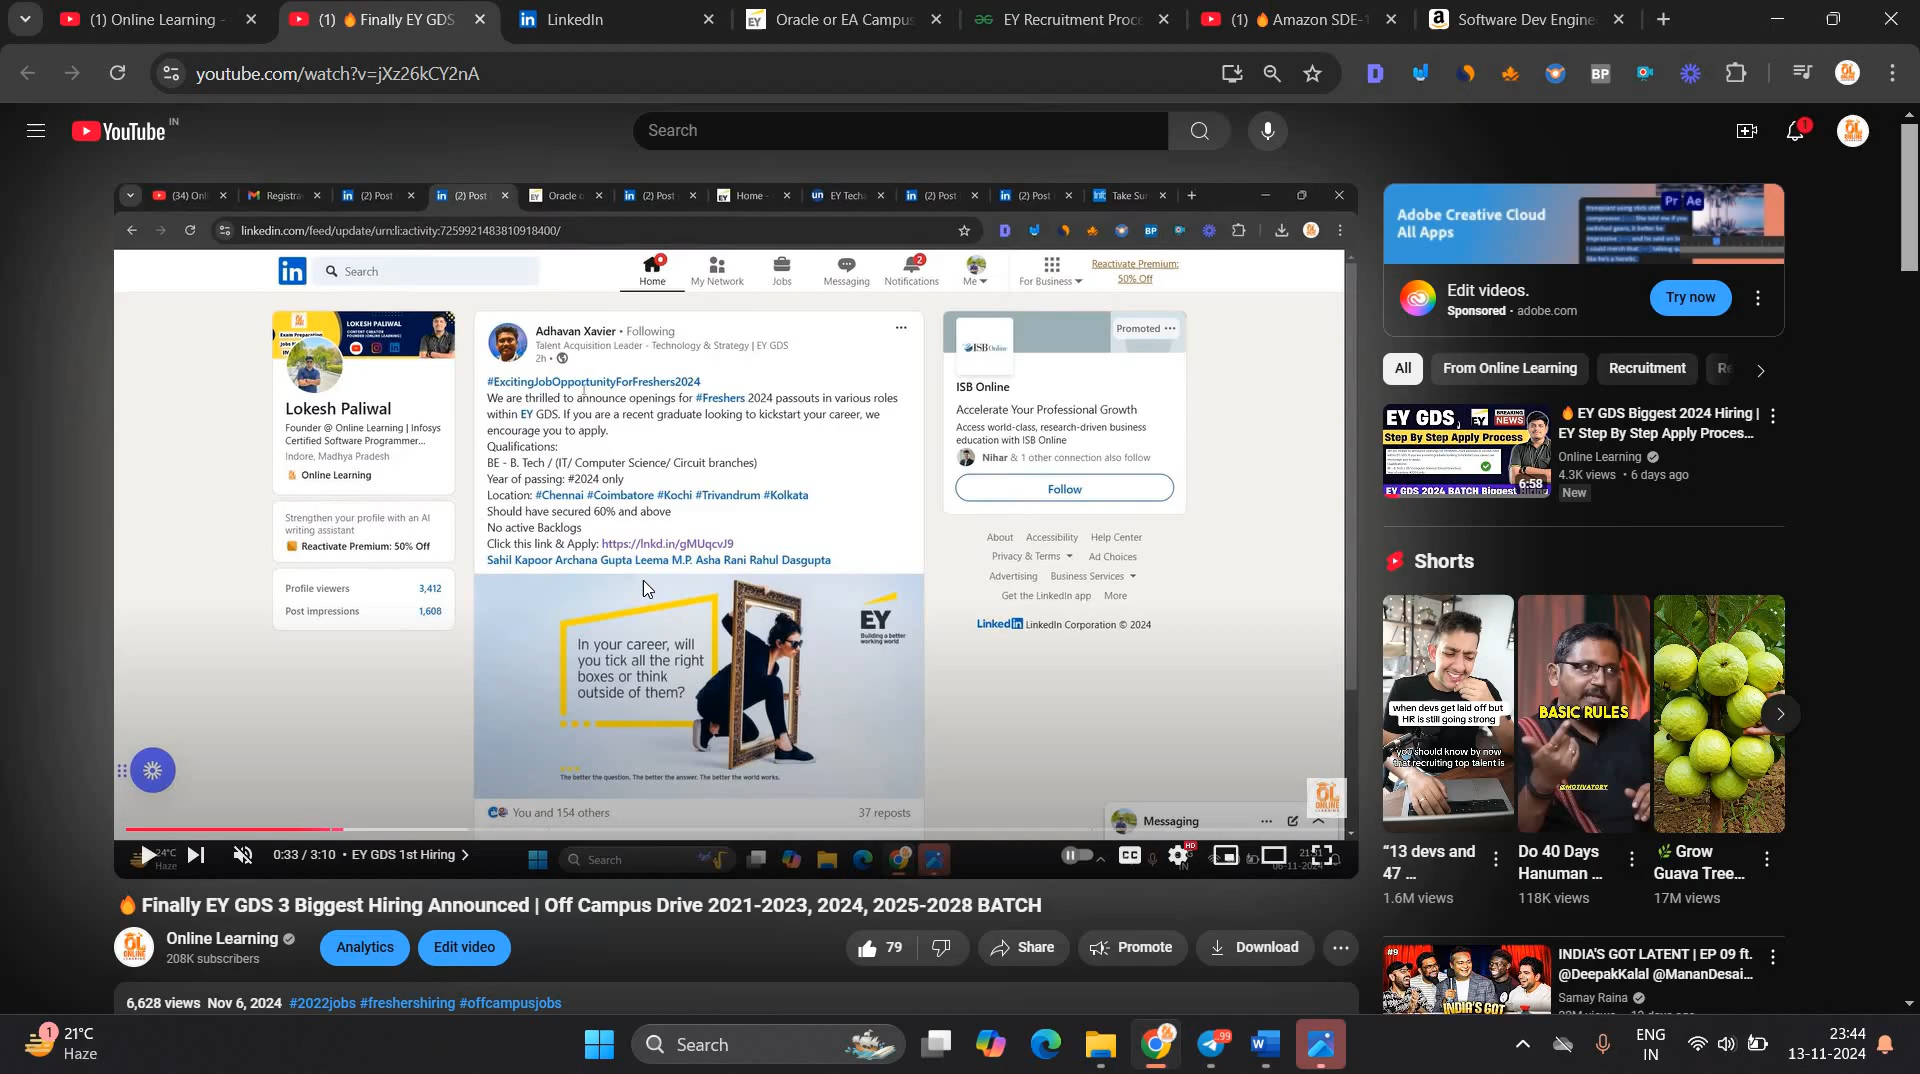 (1) Online Learning -
(1) 🔥Finally EY GDS
LinkedIn
Oracle or EA Campus
EY Recruitment Proce
(1) 🔥Amazon SDE-1
Software Dev Engine
youtube.com/watch?v=jXz26kCY2nA
YouTube IN
Search
1
(34) Onl
Registra
(2) Post
(2) Post
Oracle o
(2) Post
Home -
EY Techa
(2) Post
(2) Post
Take Sur
linkedin.com/feed/update/urn:li:activity:7259921483810918400/
Search
Home
My Network
Jobs
Messaging
2
Notifications
Me
For Business
Reactivate Premium:
50% Off
LOKESH PALIWAL
Lokesh Paliwal
Founder @ Online Learning | Infosys
Certified Software Programmer...
Indore, Madhya Pradesh
Online Learning
Strengthen your profile with an AI
writing assistant
Reactivate Premium: 50% Off
Profile viewers 3,412
Post impressions 1,608
Adhavan Xavier • Following
Talent Acquisition Leader - Technology & Strategy | EY GDS
2h •
#ExcitingJobOpportunityForFreshers2024
We are thrilled to announce openings for #Freshers 2024 passouts in various roles
within EY GDS. If you are a recent graduate looking to kickstart your career, we
encourage you to apply.
Qualifications:
BE - B. Tech / (IT/ Computer Science/ Circuit branches)
Year of passing: #2024 only
Location: #Chennai #Coimbatore #Kochi #Trivandrum #Kolkata
Should have secured 60% and above
No active Backlogs
Click this link & Apply: https://lnkd.in/gMUqcvJ9
Sahil Kapoor Archana Gupta Leema M.P. Asha Rani Rahul Dasgupta
In your career, will
you tick all the right
boxes or think
outside of them?
EY
Building a better
working world
The better the question. The better the answer. The better the world works.
You and 154 others
37 reposts
Promoted
ISBOnline
ISB Online
Accelerate Your Professional Growth
Access world-class, research-driven business
education with ISB Online
Nihar & 1 other connection also follow
Follow
About Accessibility Help Center
Privacy & Terms Ad Choices
Advertising Business Services
Get the LinkedIn app More
LinkedIn LinkedIn Corporation © 2024
Messaging
OL
ONLINE
LEARNING
24°C
Haze
0:33 / 3:10 • EY GDS 1st Hiring
Search
CC
HD
IN
🔥Finally EY GDS 3 Biggest Hiring Announced | Off Campus Drive 2021-2023, 2024, 2025-2028 BATCH
Online Learning
208K subscribers
Analytics
Edit video
79
Share
Promote
Download
6,628 views Nov 6, 2024 #2022jobs #freshershiring #offcampusjobs
Adobe Creative Cloud
All Apps
Pr Ae
Edit videos.
Sponsored · adobe.com
Try now
All
From Online Learning
Recruitment
EY GDS
BREAKING
NEWS
Step By Step Apply Process
EY GDS 2024 BATCH Biggest
6:58
🔥EY GDS Biggest 2024 Hiring |
EY Step By Step Apply Proces...
Online Learning
4.3K views • 6 days ago
New
Shorts
when devs get laid off but
HR is still going strong
you should know by now
that recruiting top talent is
BASIC RULES
@MOTIVATORY
“13 devs and
47 ...
1.6M views
Do 40 Days
Hanuman ...
118K views
🌿 Grow
Guava Tree...
17M views
#9
INDIA'S GOT
INDIA'S GOT LATENT | EP 09 ft.
@DeepakKalal @MananDesai...
Samay Raina
1
21°C
Haze
Search
.99
ENG
IN
23:44
13-11-2024